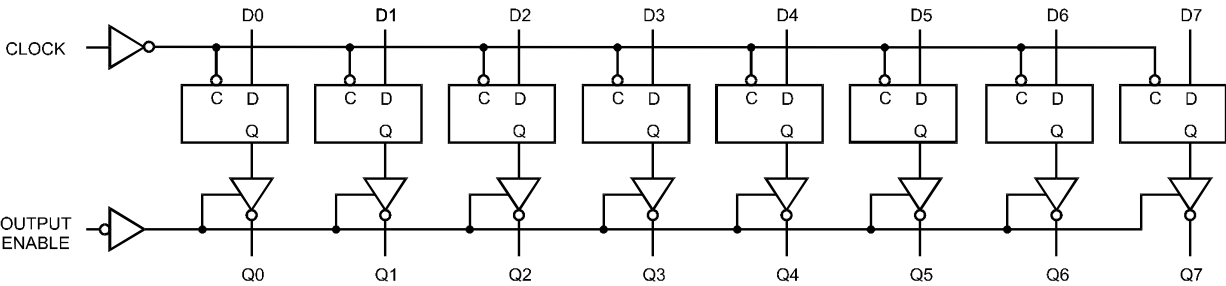 D0 D1 D2 D3 D4 D5 D6 D7
CLOCK
C D C D C D C D C D C D C D C D
Q Q Q Q Q Q Q Q
OUTPUT
ENABLE
Q0 Q1 Q2 Q3 Q4 Q5 Q6 Q7